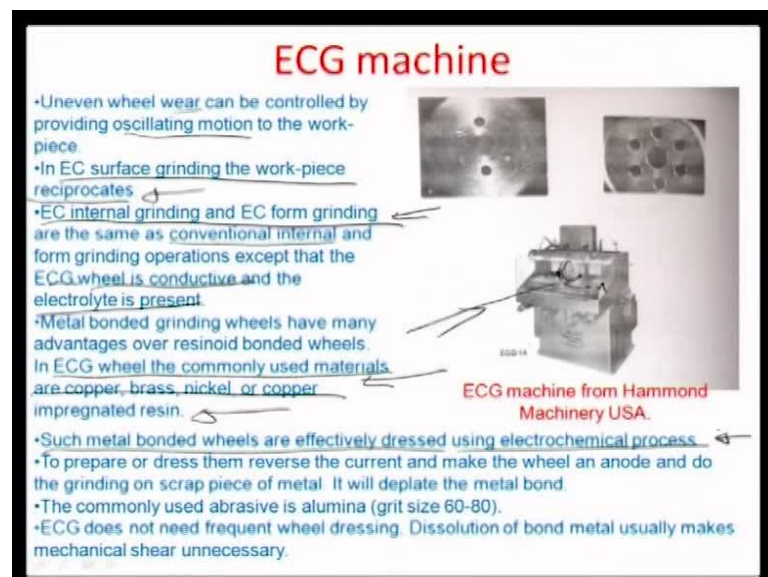 ECG machine
•Uneven wheel wear can be controlled by
providing oscillating motion to the work-
piece.
•In EC surface grinding the work-piece
reciprocates.
•EC internal grinding and EC form grinding
are the same as conventional internal and
form grinding operations except that the
ECG wheel is conductive and the
electrolyte is present.
•Metal bonded grinding wheels have many
advantages over resinoid bonded wheels.
In ECG wheel the commonly used materials
are copper, brass, nickel, or copper
impregnated resin.
ECG-14
ECG machine from Hammond
Machinery USA.
•Such metal bonded wheels are effectively dressed using electrochemical process.
•To prepare or dress them reverse the current and make the wheel an anode and do
the grinding on scrap piece of metal. It will deplate the metal bond.
•The commonly used abrasive is alumina (grit size 60-80).
•ECG does not need frequent wheel dressing. Dissolution of bond metal usually makes
mechanical shear unnecessary.